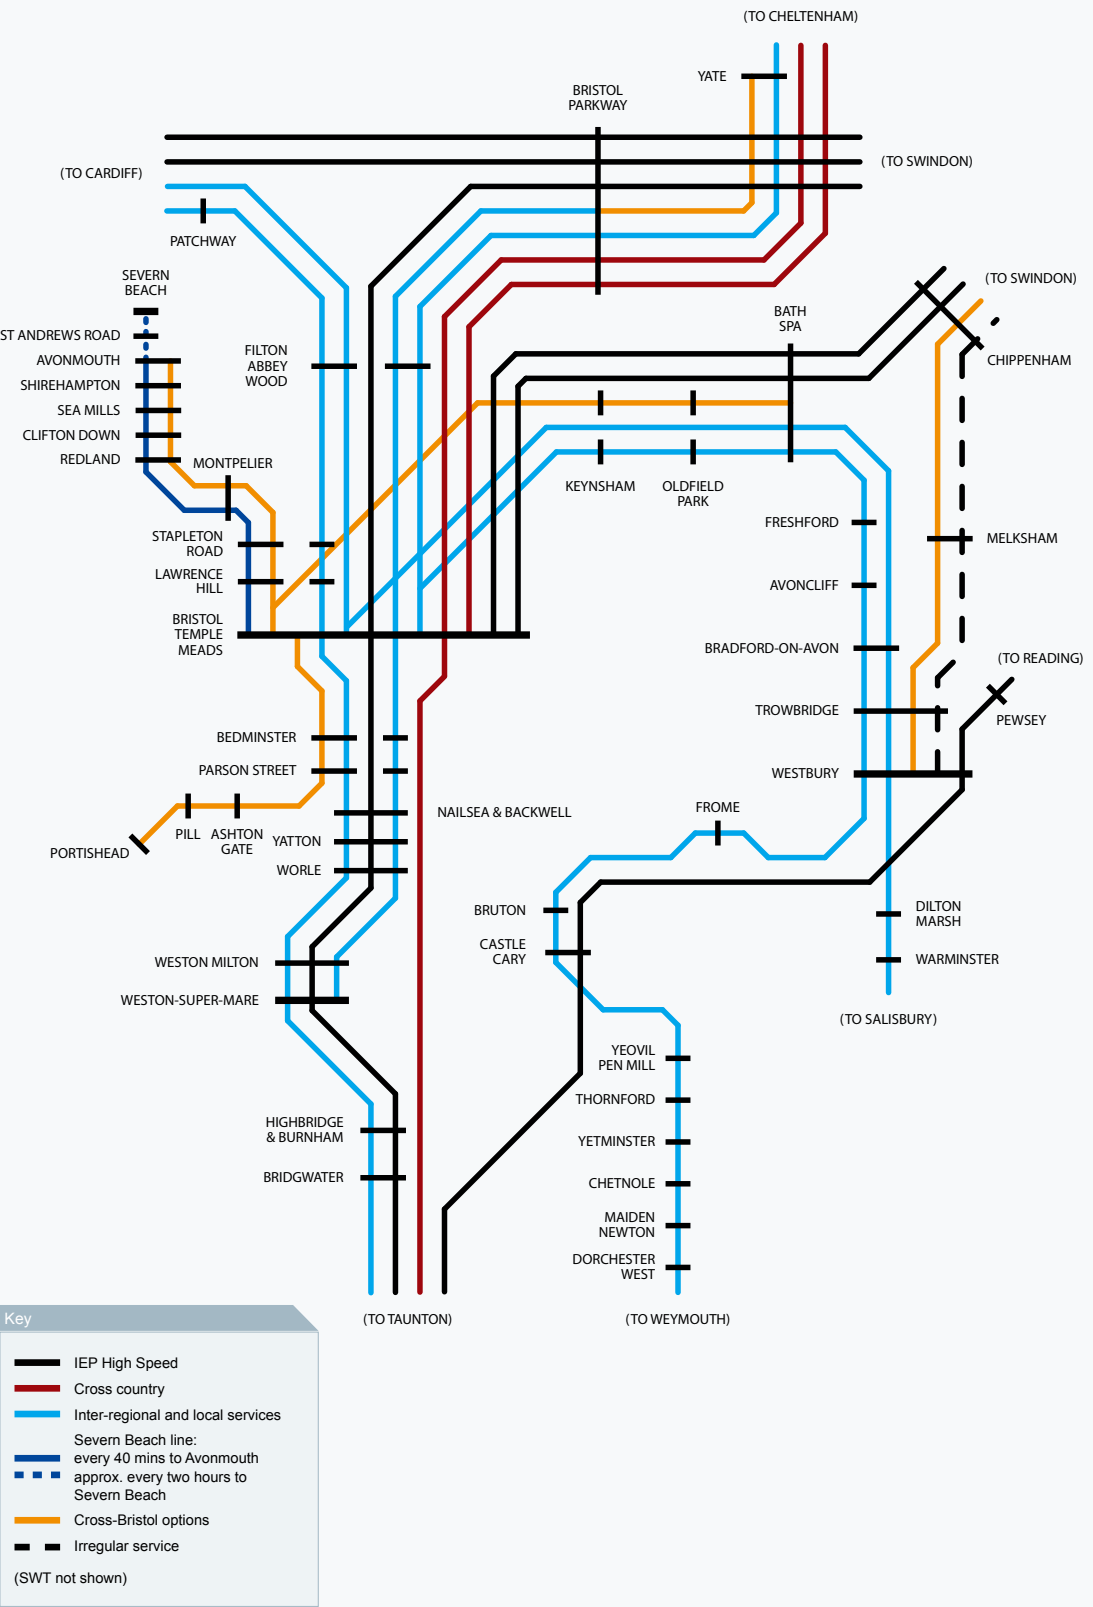 (TO CHELTENHAM)
YATE
BRISTOL
PARKWAY
(TO CARDIFF)
(TO SWINDON)
PATCHWAY
SEVERN
BEACH
ST ANDREWS ROAD
AVONMOUTH
SHIREHAMPTON
SEA MILLS
CLIFTON DOWN
REDLAND
MONTPELIER
FILTON
ABBEY
WOOD
BATH
SPA
(TO SWINDON)
CHIPPENHAM
KEYNSHAM
OLDFIELD
PARK
STAPLETON
ROAD
LAWRENCE
HILL
BRISTOL
TEMPLE
MEADS
FRESHFORD
MELKSHAM
AVONCLIFF
BRADFORD-ON-AVON
(TO READING)
TROWBRIDGE
PEWSEY
WESTBURY
BEDMINSTER
PARSON STREET
PILL
ASHTON
GATE
PORTISHEAD
NAILSEA & BACKWELL
YATTON
WORLE
FROME
BRUTON
CASTLE
CARY
DILTON
MARSH
WARMINSTER
(TO SALISBURY)
WESTON MILTON
WESTON-SUPER-MARE
YEOVIL
PEN MILL
THORNFORD
YETMINSTER
CHETNOLE
MAIDEN
NEWTON
DORCHESTER
WEST
HIGHBRIDGE
& BURNHAM
BRIDGWATER
(TO TAUNTON)
(TO WEYMOUTH)
Key
IEP High Speed
Cross country
Inter-regional and local services
Severn Beach line:
every 40 mins to Avonmouth
approx. every two hours to
Severn Beach
Cross-Bristol options
Irregular service
(SWT not shown)